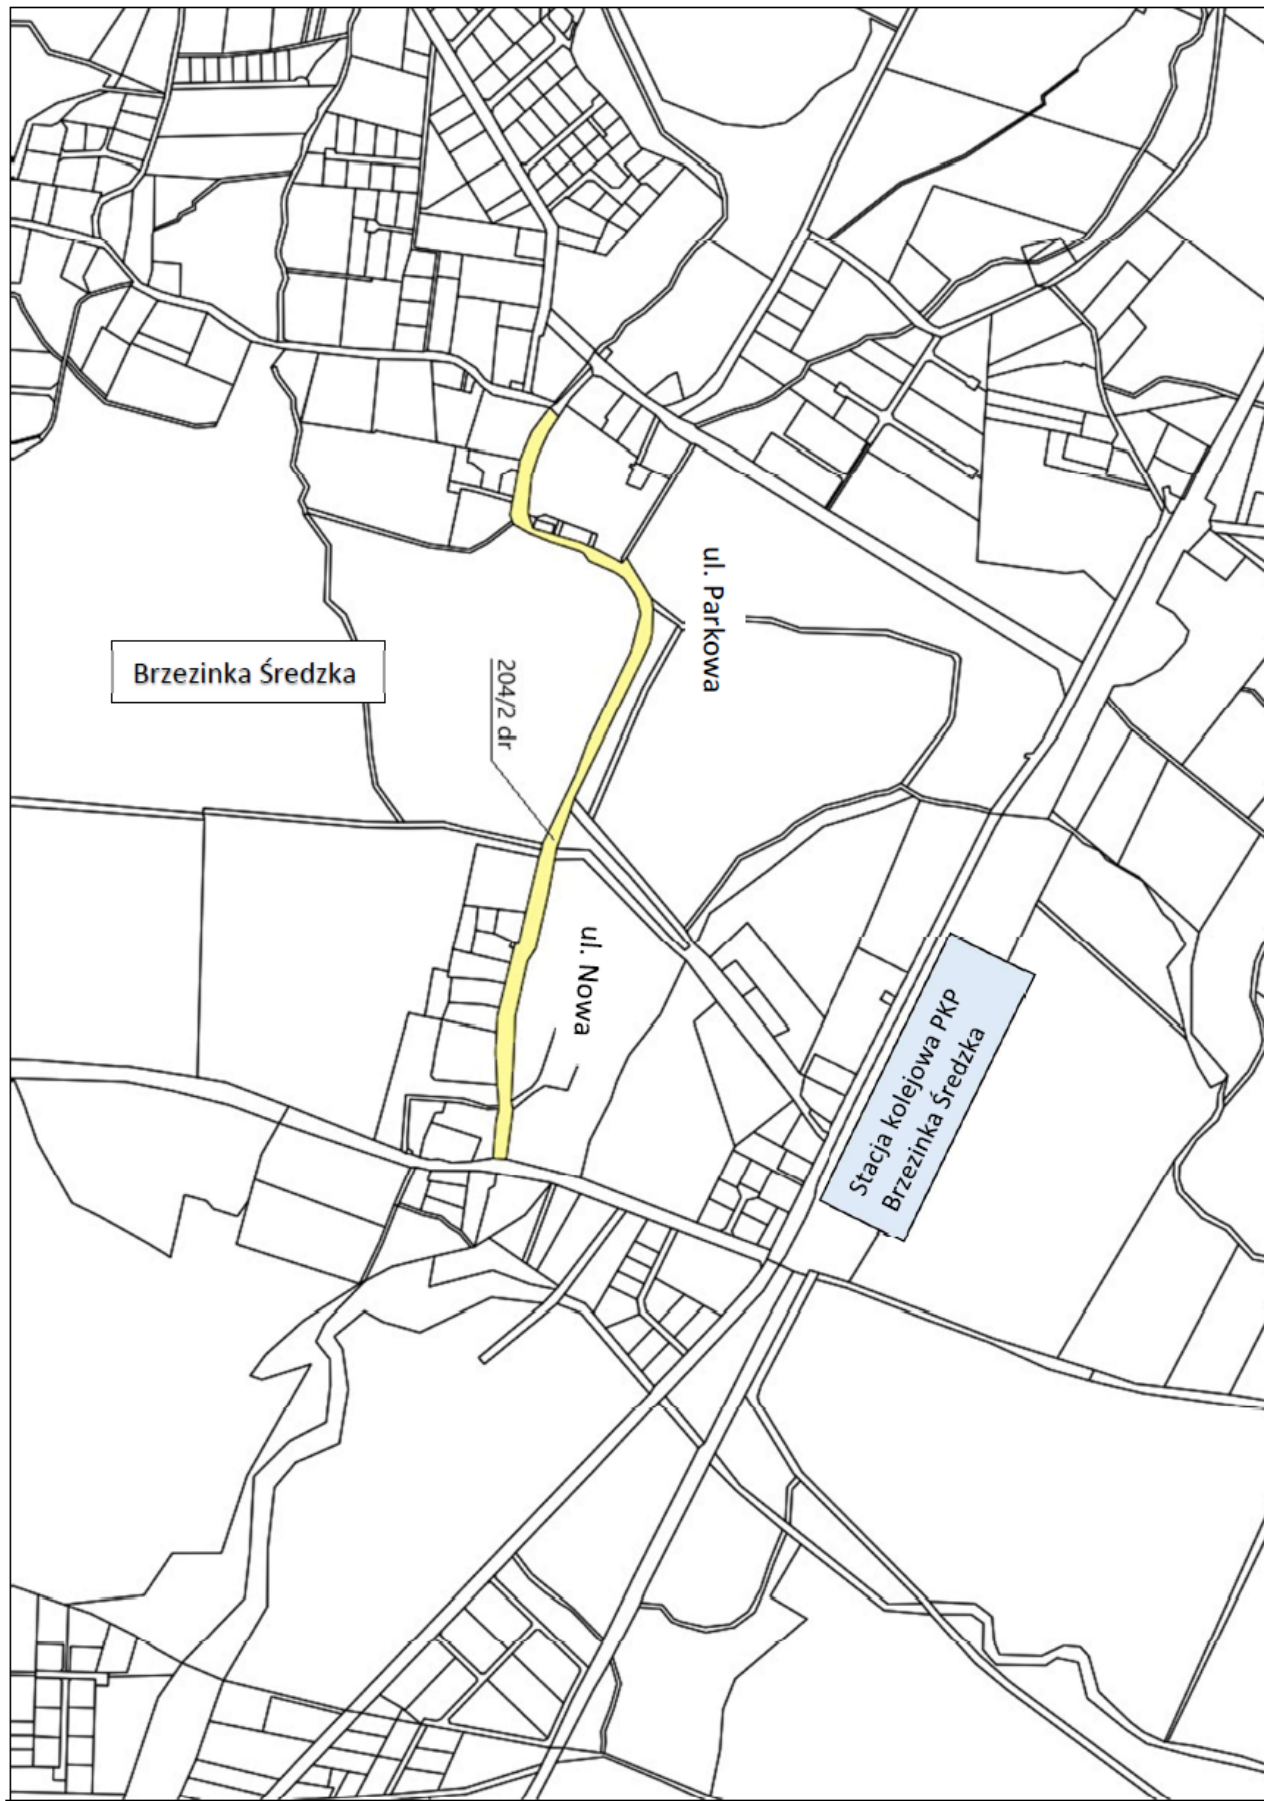 ul. Parkowa
Brzezinka Średzka
204/2 dr
ul. Nowa
Stacja kolejowa PKP
Brzezinka Średzka